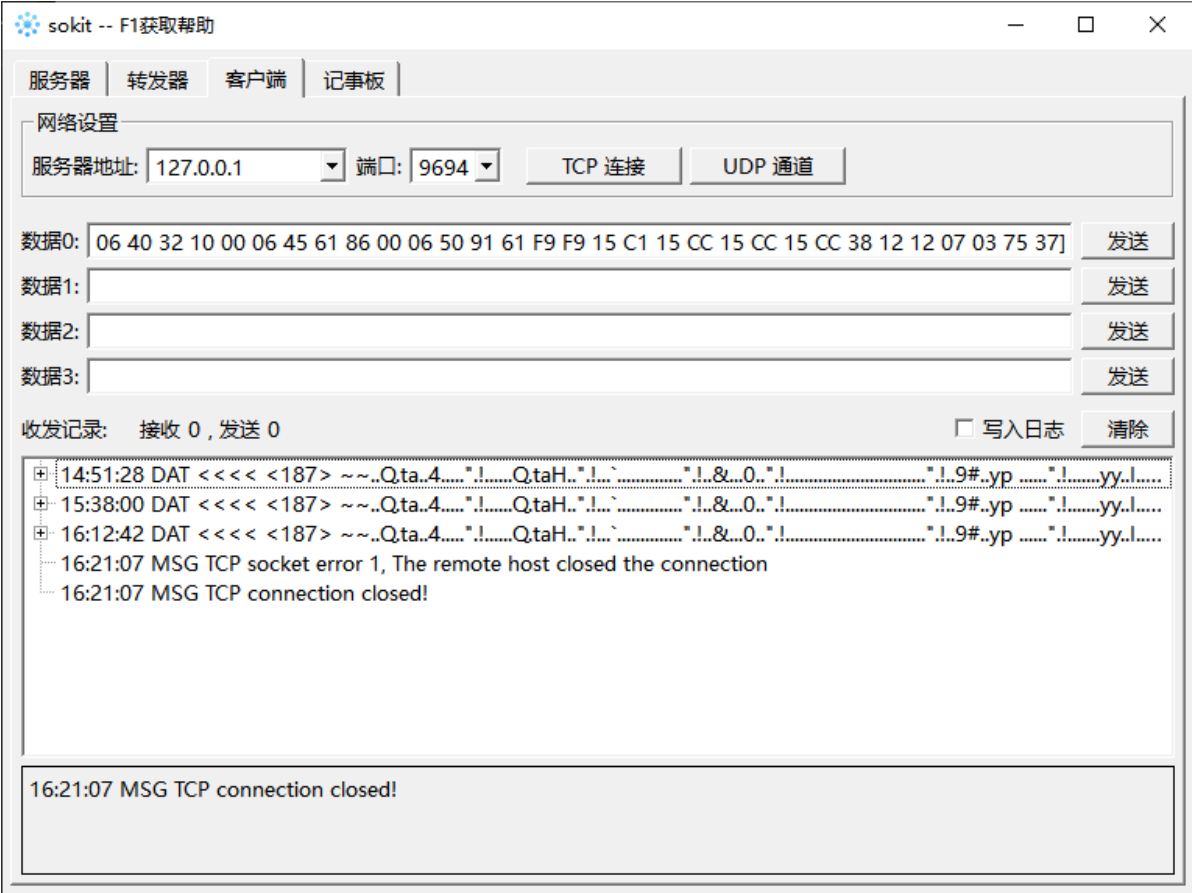 sokit -- F1获取帮助
服务器 转发器 客户端 记事板
网络设置
服务器地址: 127.0.0.1 端口: 9694 TCP 连接 UDP 通道
数据0: 06 40 32 10 00 06 45 61 86 00 06 50 91 61 F9 F9 15 C1 15 CC 15 CC 15 CC 38 12 12 07 03 75 37] 发送
数据1: 发送
数据2: 发送
数据3: 发送
收发记录: 接收 0 , 发送 0 写入日志 清除
14:51:28 DAT <<<< <187> ~~..Q.ta..4.....".!......Q.taH..".!...`..............".!..&...0..".!..............................".!..9#..yp ......".!.......yy..l.....
15:38:00 DAT <<<< <187> ~~..Q.ta..4.....".!......Q.taH..".!...`..............".!..&...0..".!..............................".!..9#..yp ......".!.......yy..l.....
16:12:42 DAT <<<< <187> ~~..Q.ta..4.....".!......Q.taH..".!...`..............".!..&...0..".!..............................".!..9#..yp ......".!.......yy..l.....
16:21:07 MSG TCP socket error 1, The remote host closed the connection
16:21:07 MSG TCP connection closed!
16:21:07 MSG TCP connection closed!